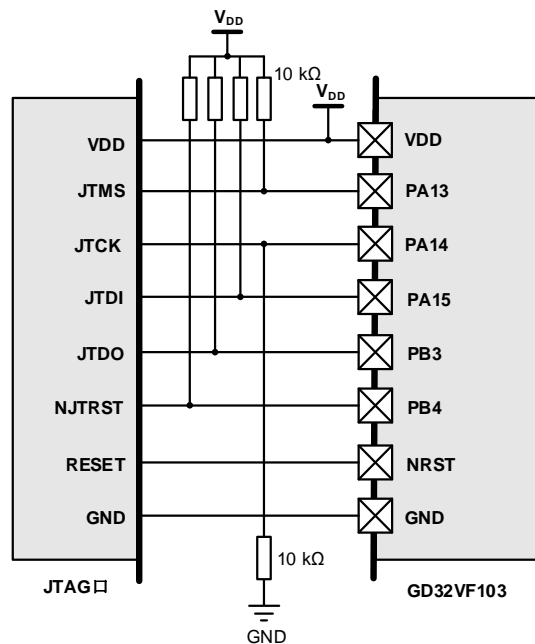 VDD
10 kΩ
VDD
VDD
VDD
JTMS
PA13
JTCK
PA14
JTDI
PA15
JTDO
PB3
NJTRST
PB4
RESET
NRST
GND
GND
10 kΩ
JTAG口
GD32VF103
GND